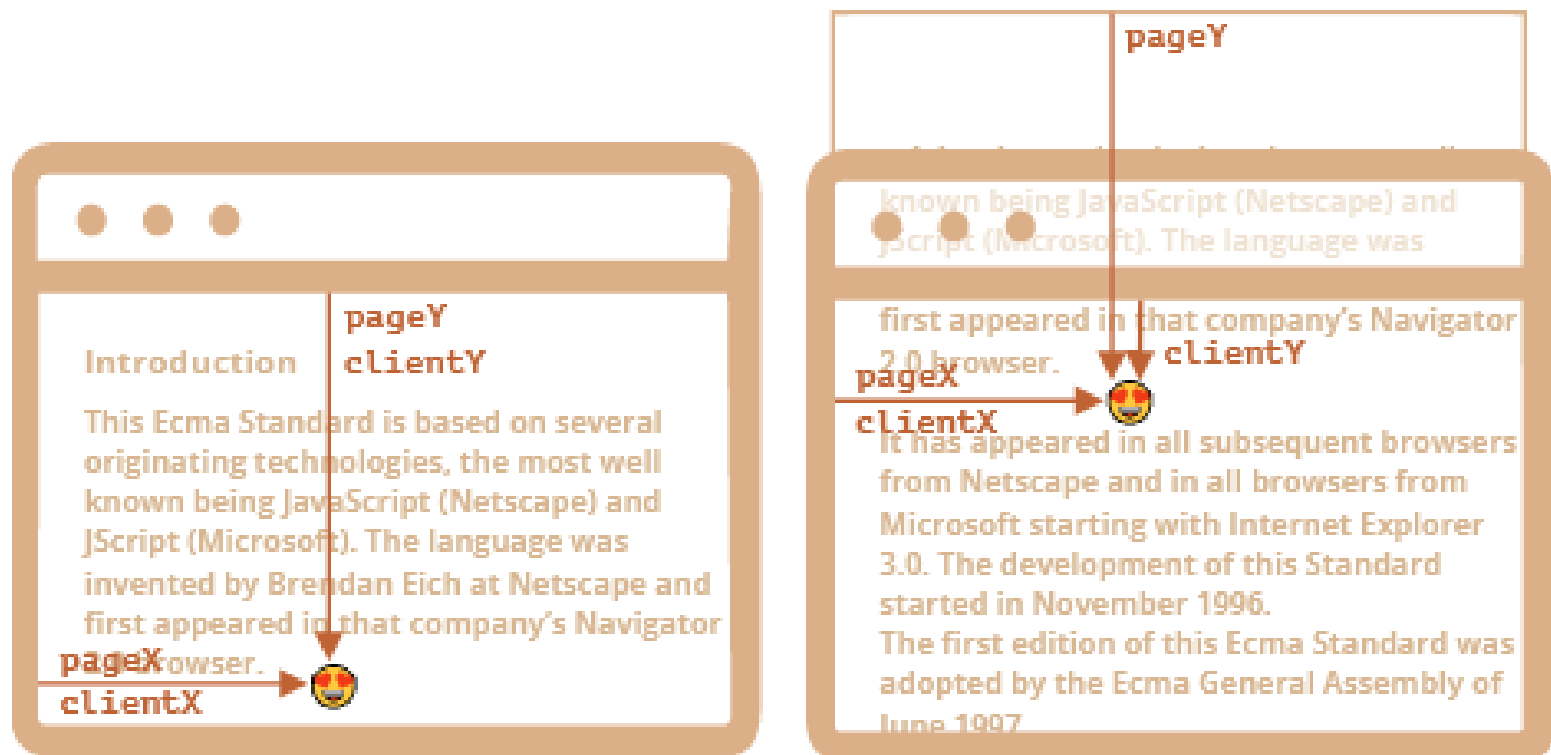 pageY
clientY
Introduction
This Ecma Standard is based on several
originating technologies, the most well
known being JavaScript (Netscape) and
JScript (Microsoft). The language was
invented by Brendan Eich at Netscape and
first appeared in that company's Navigator
browser.
pageX
clientX
pageY
known being JavaScript (Netscape) and
JScript (Microsoft). The language was
first appeared in that company's Navigator
2.0 browser.
clientY
pageX
clientX
It has appeared in all subsequent browsers
from Netscape and in all browsers from
Microsoft starting with Internet Explorer
3.0. The development of this Standard
started in November 1996.
The first edition of this Ecma Standard was
adopted by the Ecma General Assembly of
June 1997